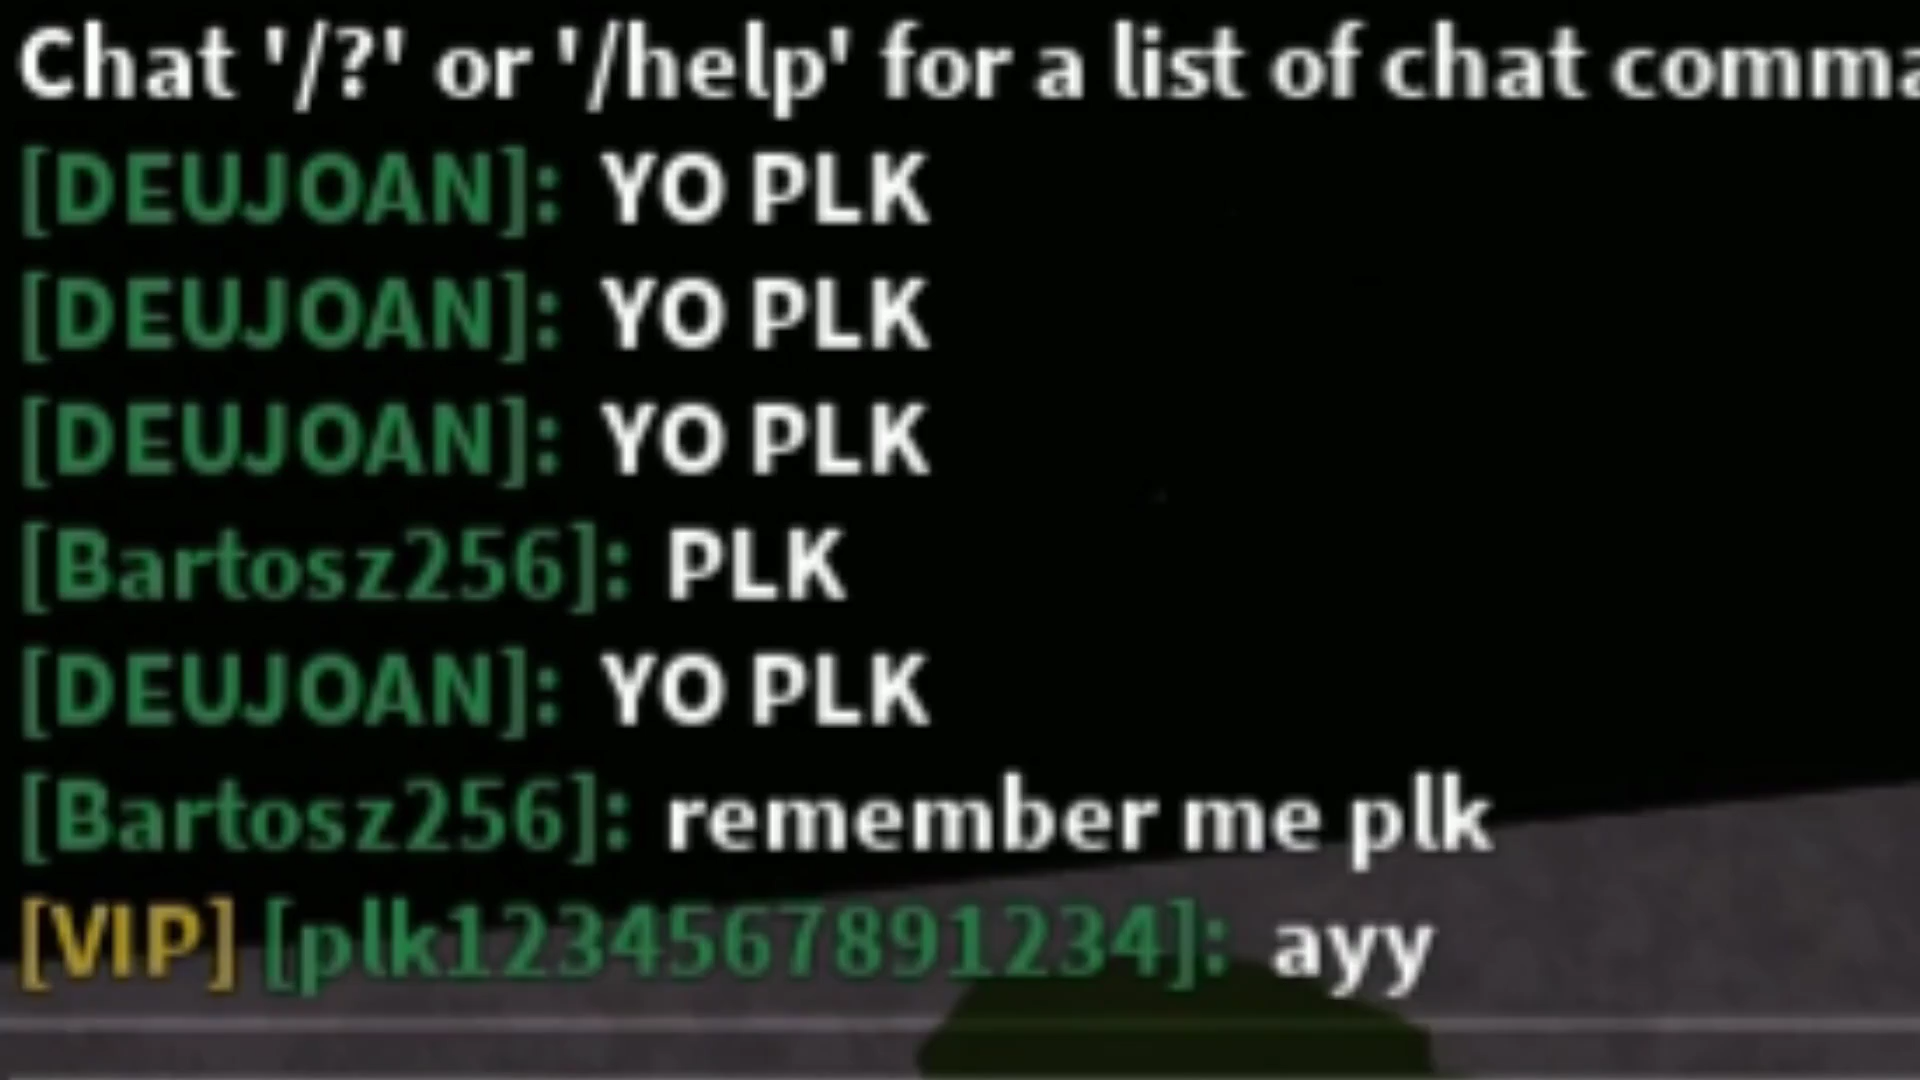 Chat '/?' or '/help' for a list of chat comma
[DEUJOAN]: YO PLK
[DEUJOAN]: YO PLK
[DEUJOAN]: YO PLK
[Bartosz256]: PLK
[DEUJOAN]: YO PLK
[Bartosz256]: remember me plk
[VIP] [plk1234567891234]: ayy